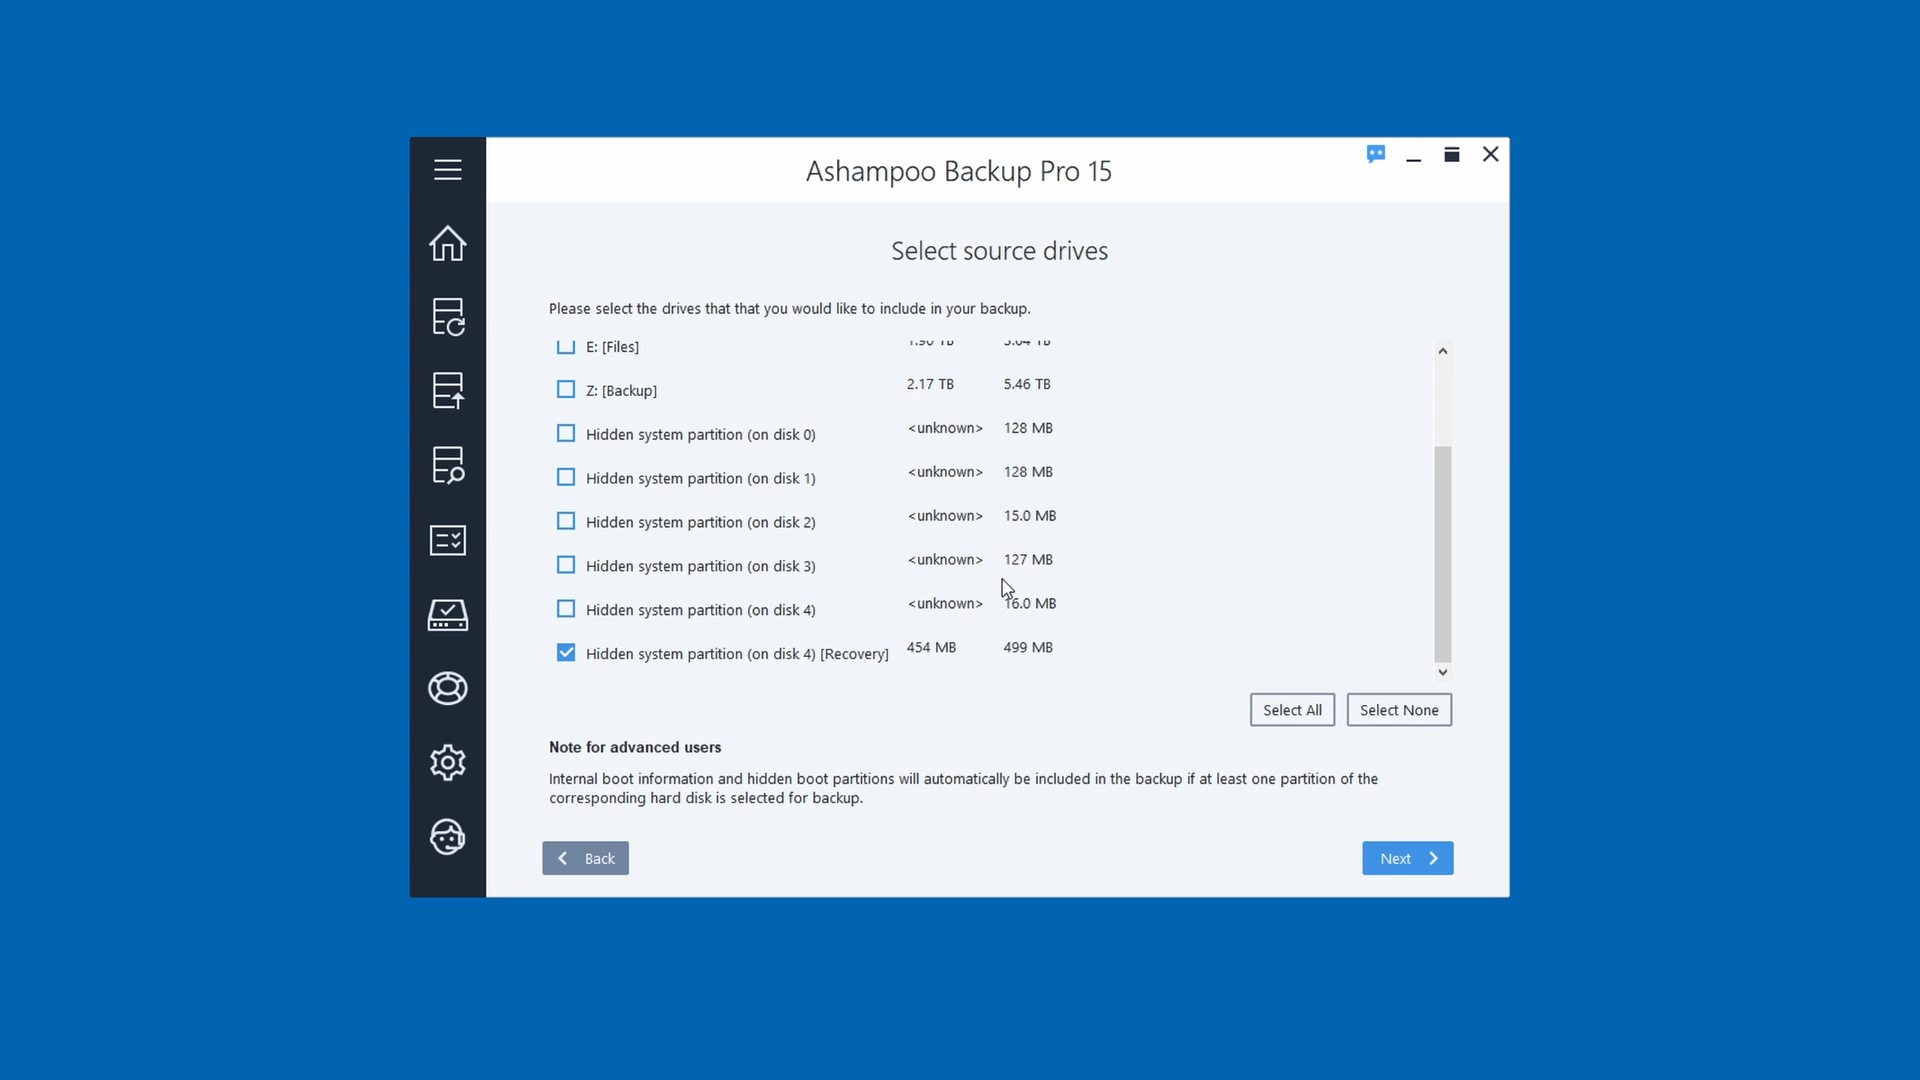 Ashampoo Backup Pro 15
Select source drives
Please select the drives that that you would like to include in your backup.
E: [Files]
Z: [Backup] 2.17 TB 5.46 TB
Hidden system partition (on disk 0) <unknown> 128 MB
Hidden system partition (on disk 1) <unknown> 128 MB
Hidden system partition (on disk 2) <unknown> 15.0 MB
Hidden system partition (on disk 3) <unknown> 127 MB
Hidden system partition (on disk 4) <unknown> 16.0 MB
Hidden system partition (on disk 4) [Recovery] 454 MB 499 MB
Select All Select None
Note for advanced users
Internal boot information and hidden boot partitions will automatically be included in the backup if at least one partition of the
corresponding hard disk is selected for backup.
Back Next